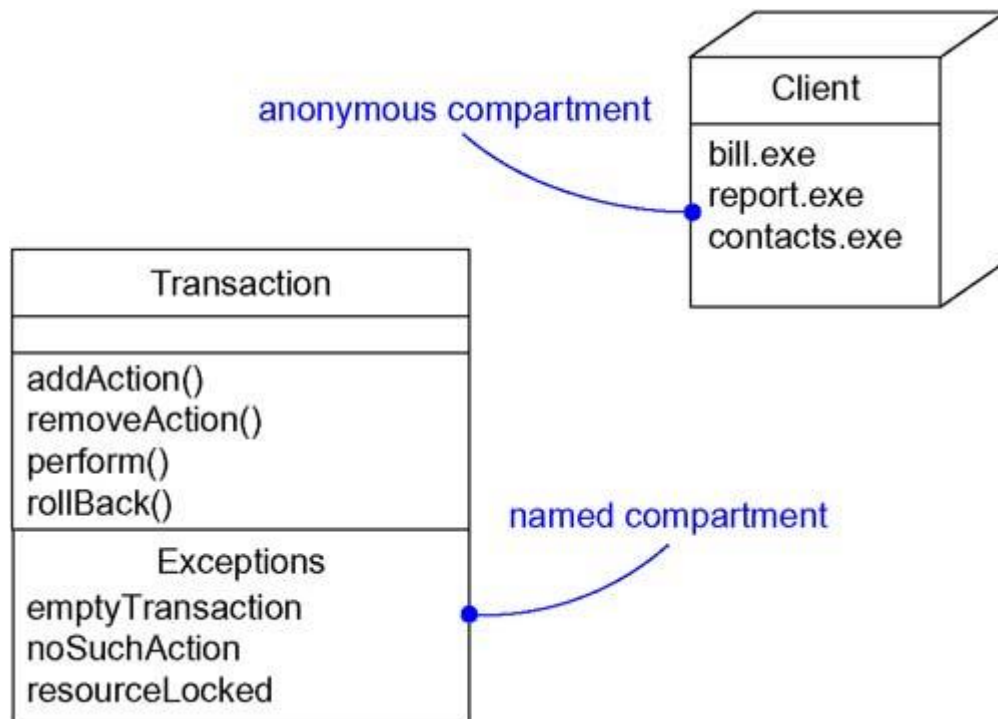 Client
anonymous compartment
bill.exe
report.exe
contacts.exe
Transaction
addAction()
removeAction()
perform()
rollBack()
named compartment
Exceptions
emptyTransaction
noSuchAction
resourceLocked